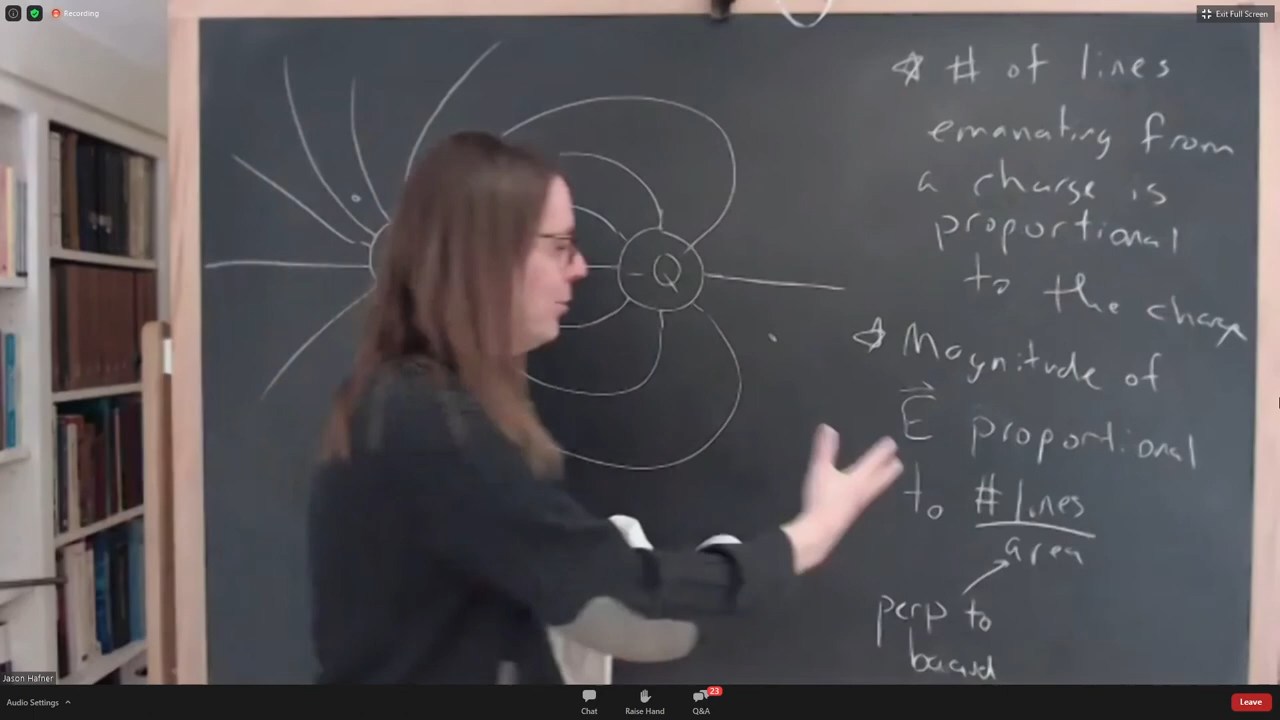 Recording
Exit Full Screen
☆ # of lines
emanating from
a charge is
proportional
to the charge
-Q
☆ Magnitude of
E⃗ proportional
to # lines
area
perp to
Jason Hafner
Audio Settings
Chat
Raise Hand
23
Q&A
Leave